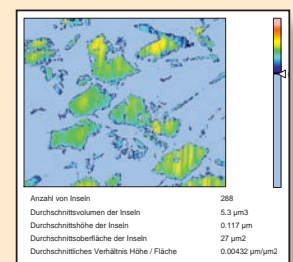 Anzahl von Inseln 288
Durchschnittsvolumen der Inseln 5.3 µm3
Durchschnittshöhe der Inseln 0.117 µm
Durchschnittsoberfläche der Inseln 27 µm2
Durchschnittliches Verhältnis Höhe / Fläche 0.00432 µm/µm2